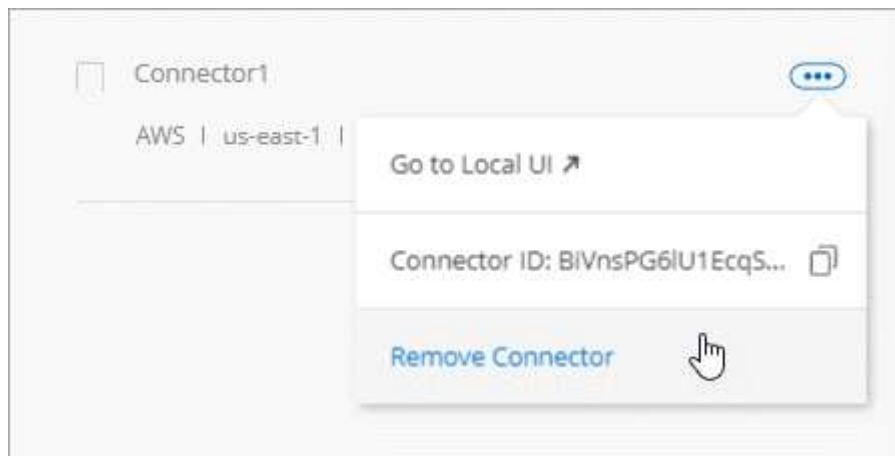 Connector1
AWS | us-east-1 |
Go to Local UI
Connector ID: BiVnsPG6lU1EcqS...
Remove Connector